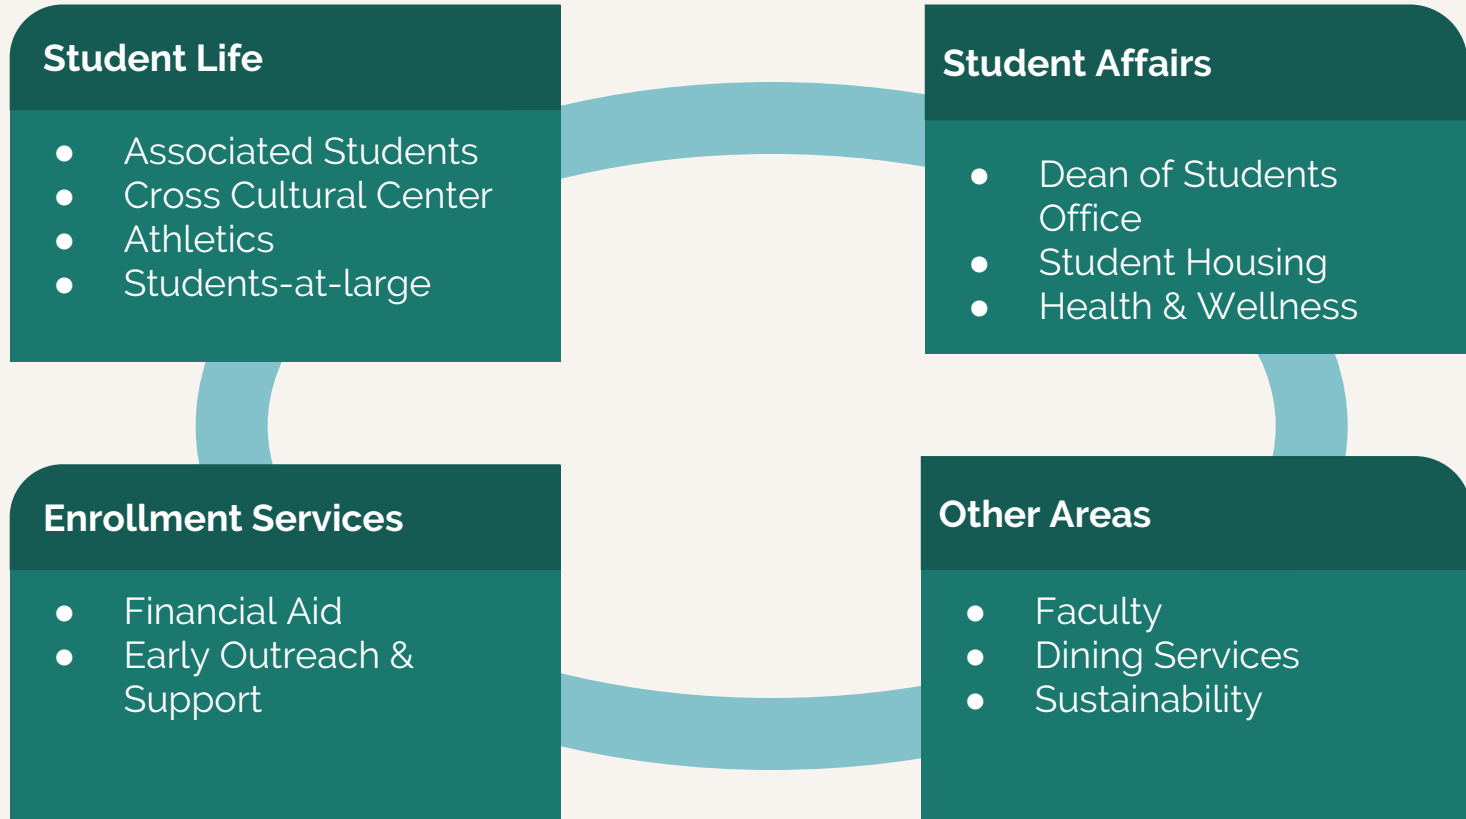 Student Life
● Associated Students
● Cross Cultural Center
● Athletics
● Students-at-large
Student Affairs
● Dean of Students
Office
● Student Housing
● Health & Wellness
Enrollment Services
● Financial Aid
● Early Outreach &
Support
Other Areas
● Faculty
● Dining Services
● Sustainability